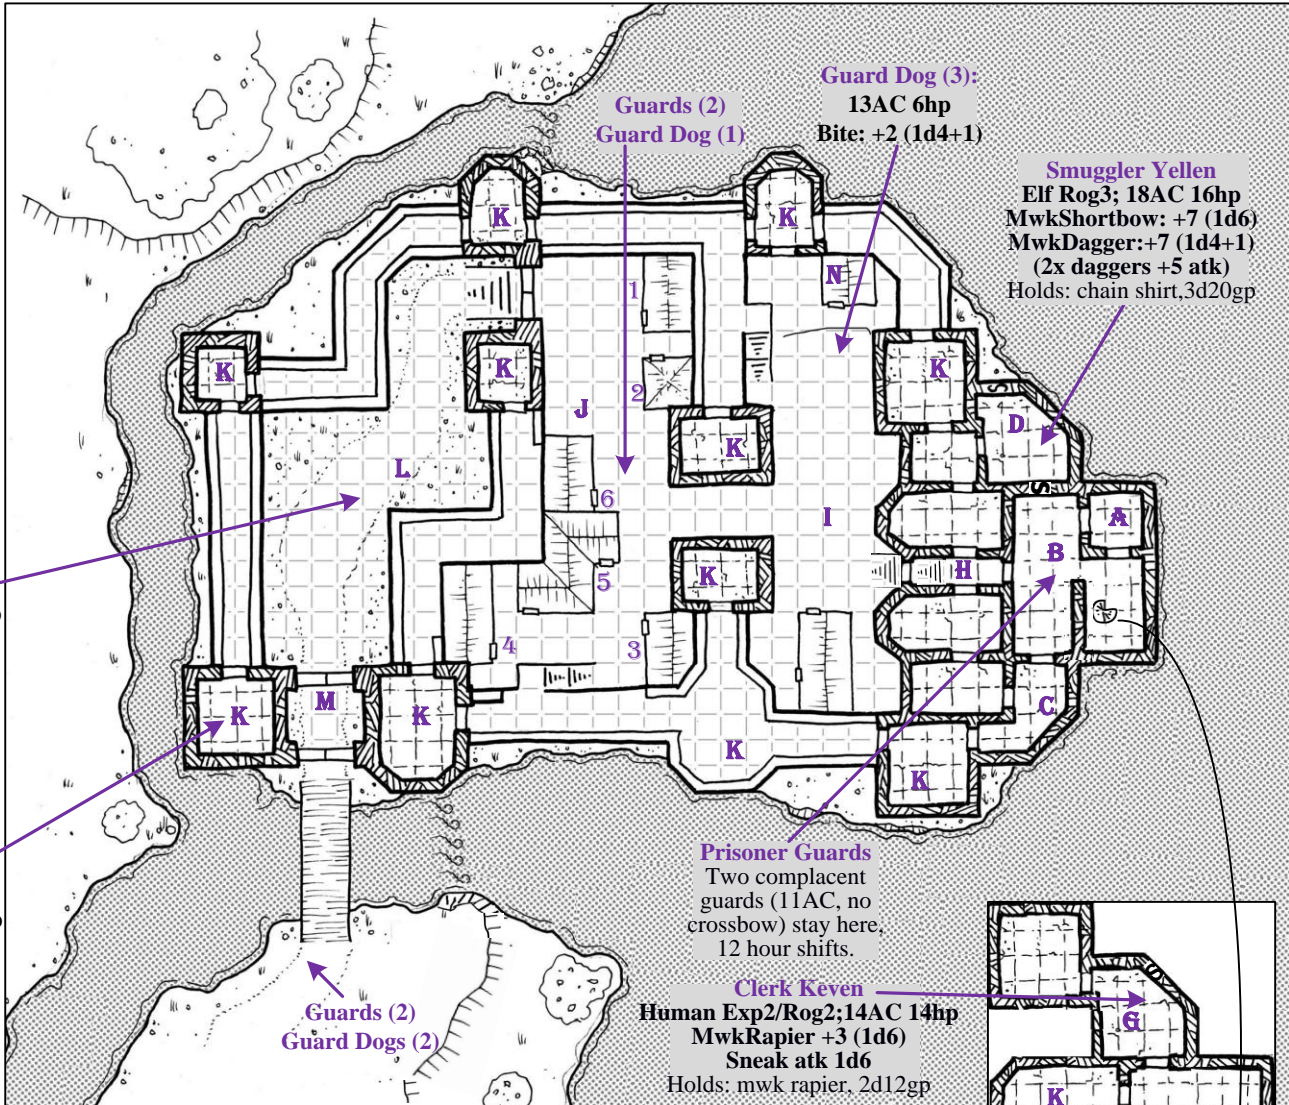 Guards (2)
Guard Dog (1)
Guard Dog (3):
13AC 6hp
Bite: +2 (1d4+1)
Smuggler Yellen
Elf Rog3; 18AC 16hp
MwkShortbow: +7 (1d6)
MwkDagger:+7 (1d4+1)
(2x daggers +5 atk)
Holds: chain shirt,3d20gp
K
K
N
1
K
K
K
2
S
J
D
K
L
6
S
A
I
B
K
H
5
4
3
K
M
K
C
K
K
Prisoner Guards
Two complacent
guards (11AC, no
crossbow) stay here,
12 hour shifts.
Guards (2)
Guard Dogs (2)
Clerk Keven
Human Exp2/Rog2;14AC 14hp
MwkRapier +3 (1d6)
Sneak atk 1d6
Holds: mwk rapier, 2d12gp
S
G
K